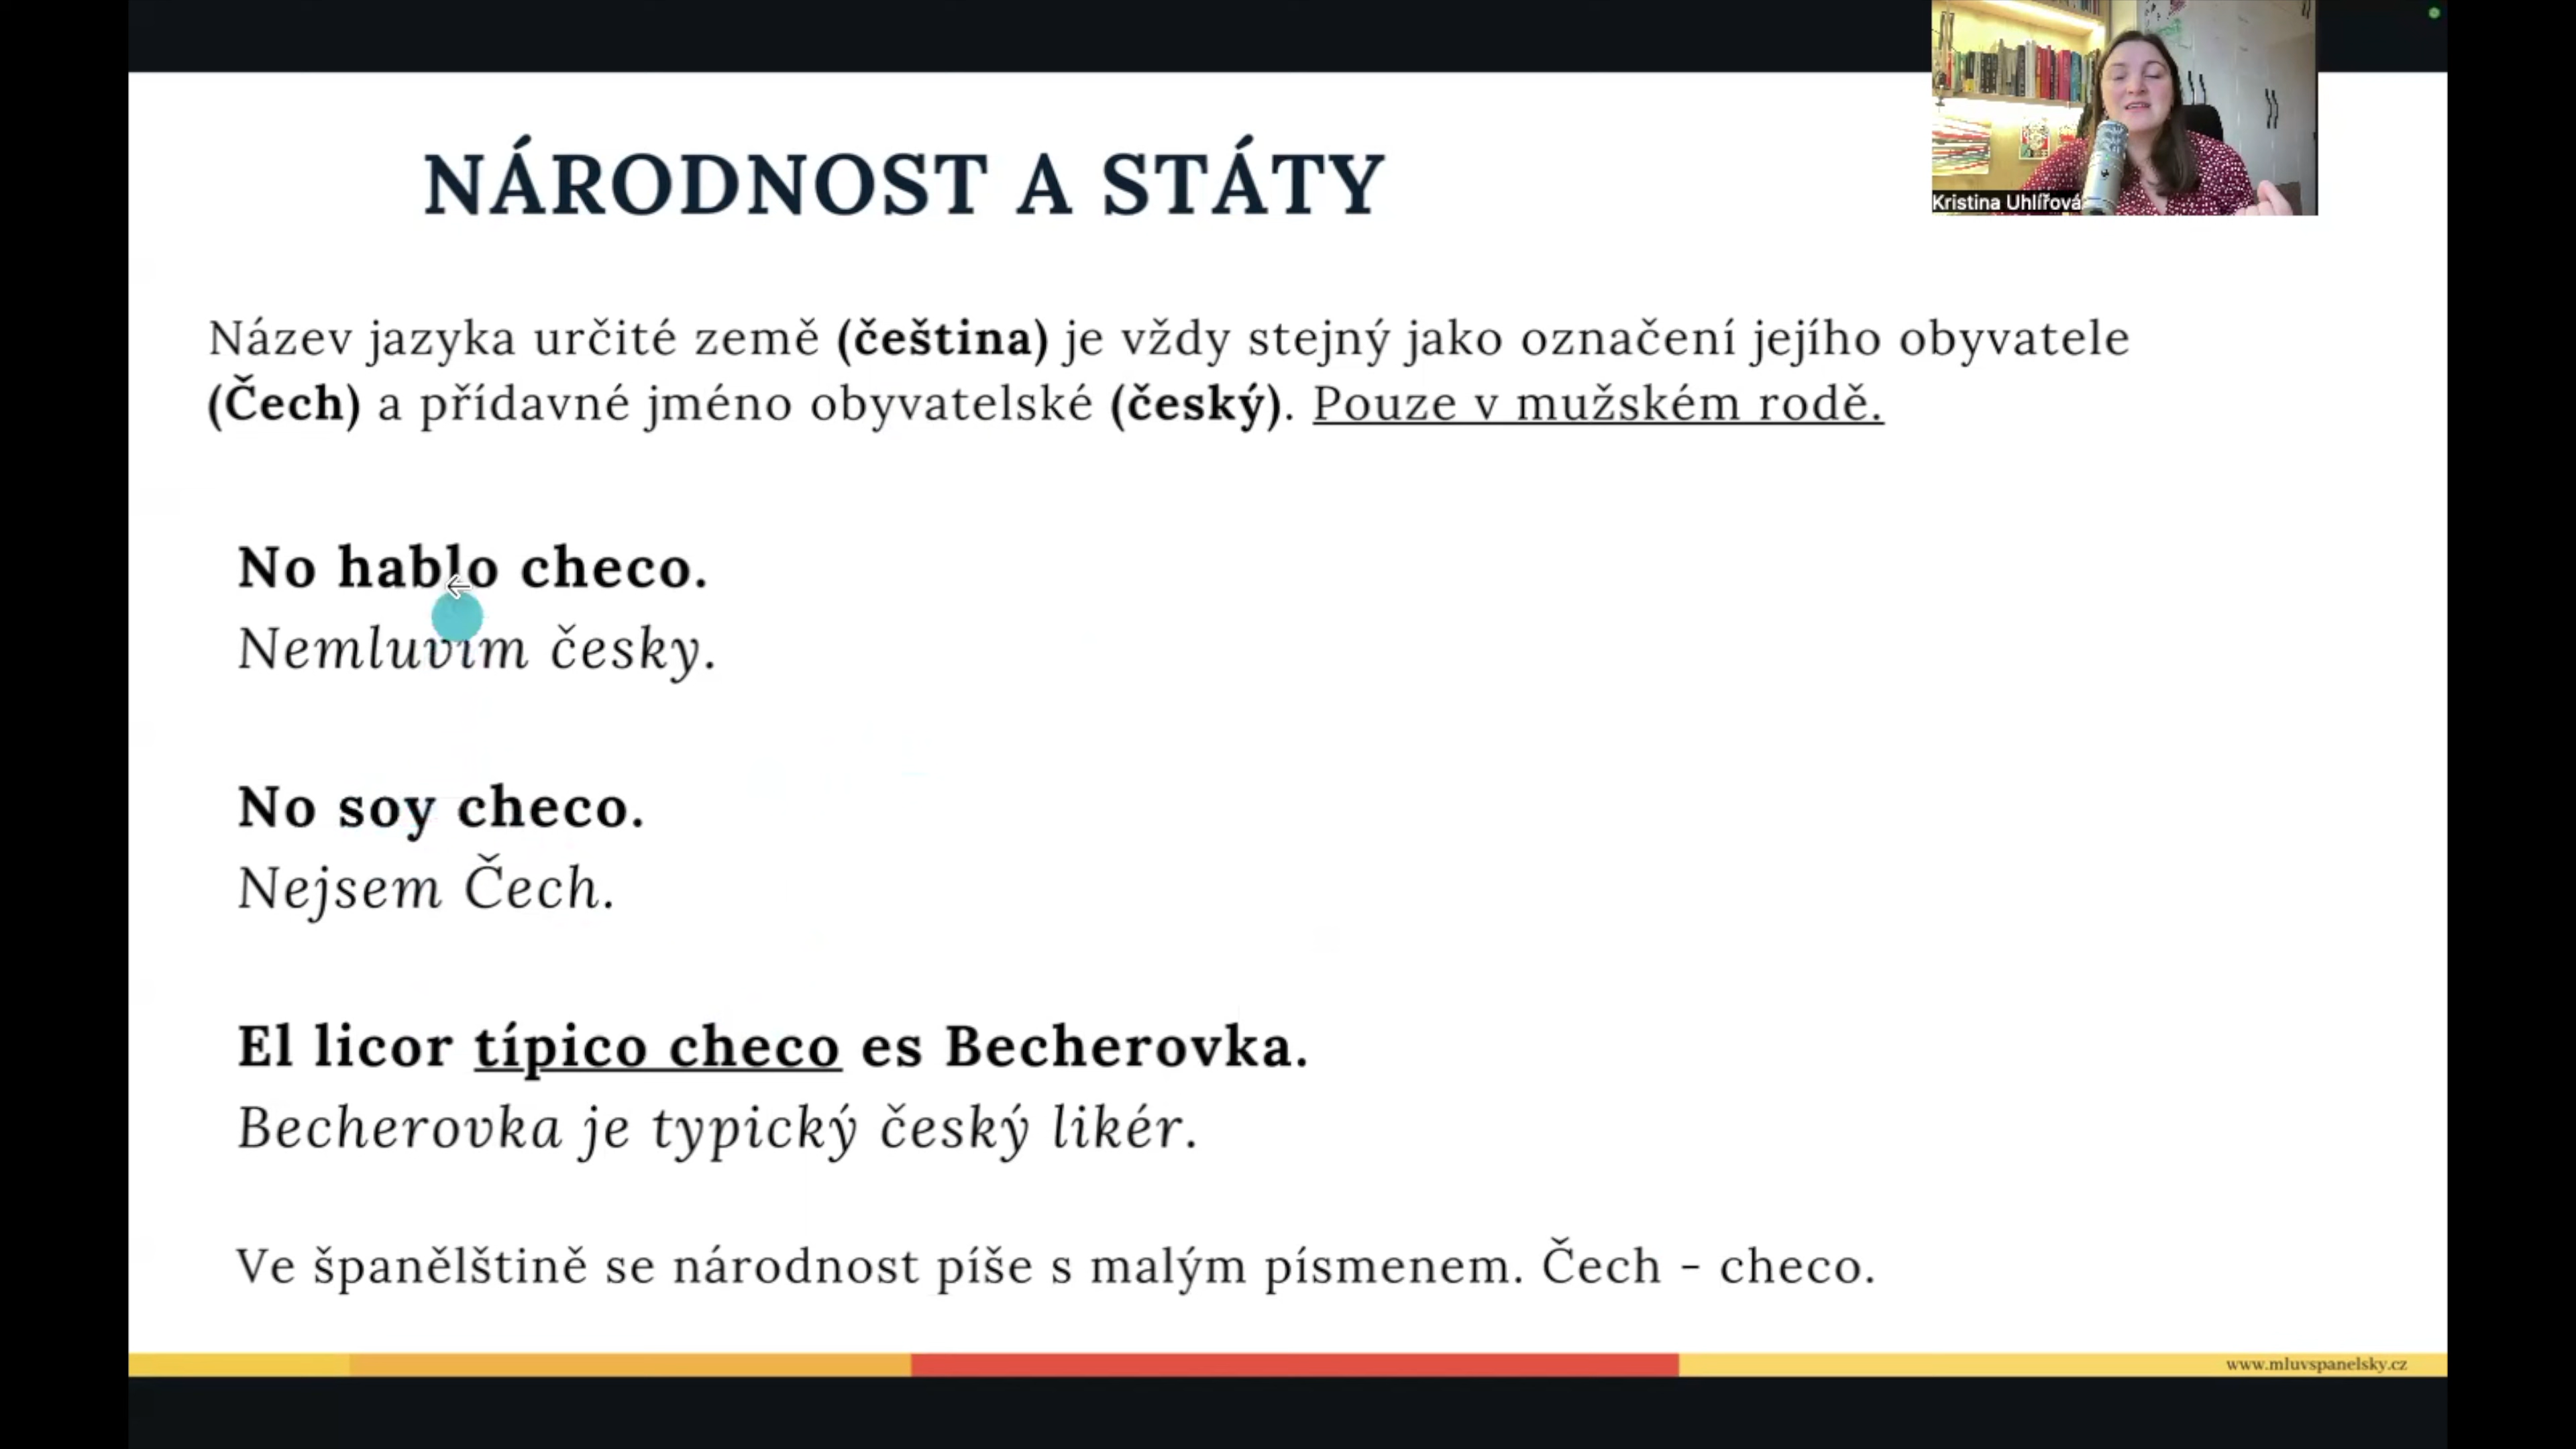 Kristina Uhlířová
NÁRODNOST A STÁTY
Název jazyka určité země (čeština) je vždy stejný jako označení jejího obyvatele
(Čech) a přídavné jméno obyvatelské (český). Pouze v mužském rodě.
No hablo checo.
Nemluvím česky.
No soy checo.
Nejsem Čech.
El licor típico checo es Becherovka.
Becherovka je typický český likér.
Ve španělštině se národnost píše s malým písmenem. Čech - checo.
www.mluvspanelsky.cz